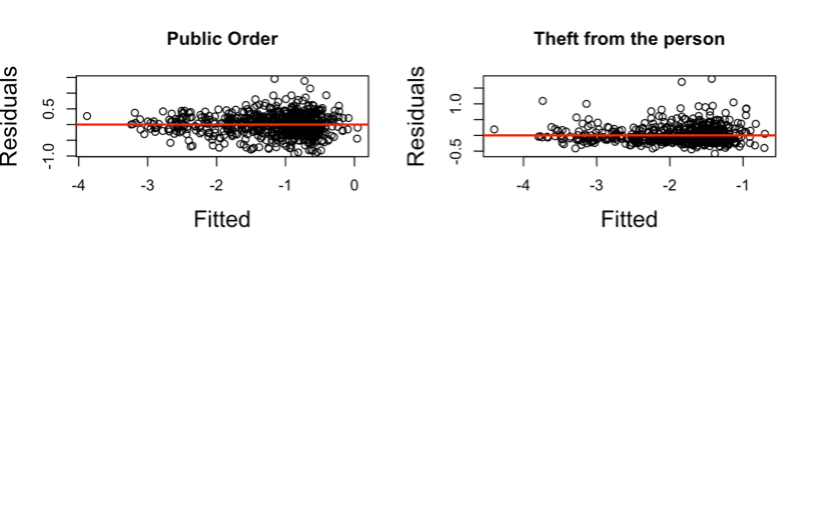 Public Order
Residuals
-1.0
0.5
-4
-3
-2
-1
0
Fitted
Theft from the person
Residuals
-0.5
1.0
-4
-3
-2
-1
Fitted